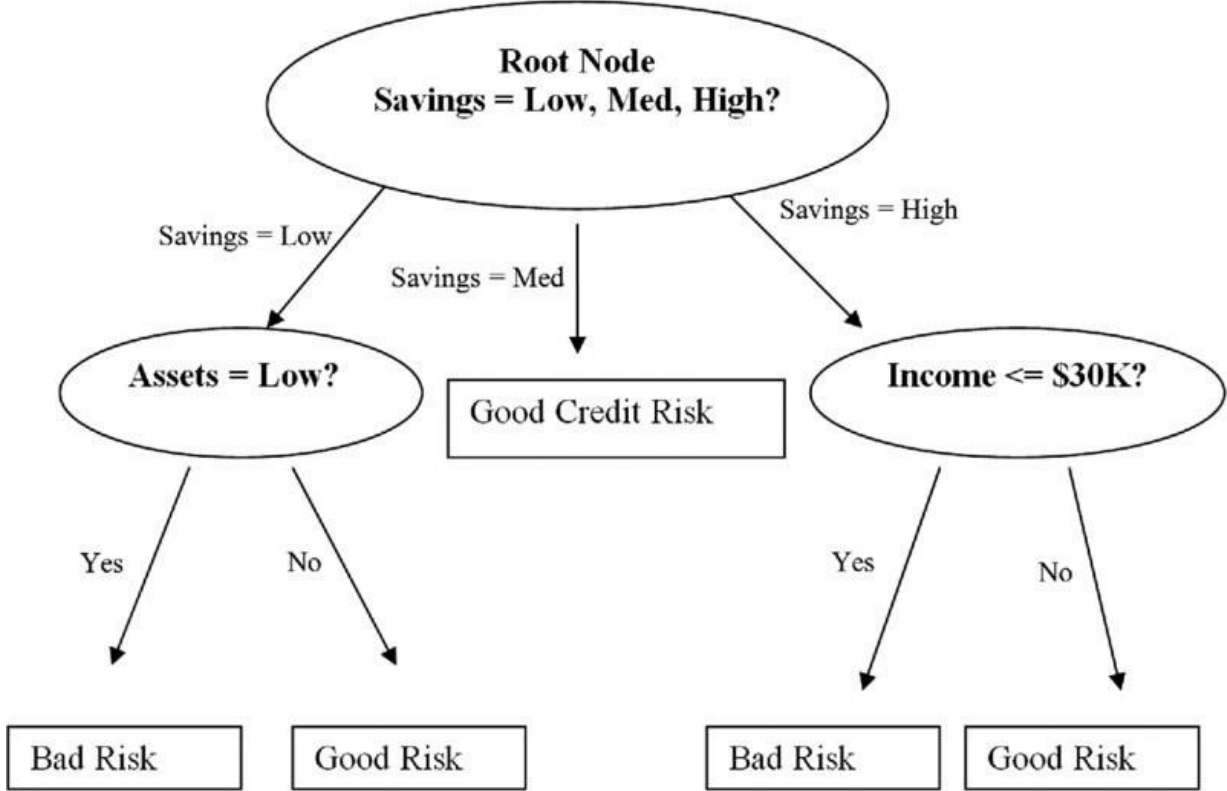 Root Node
Savings = Low, Med, High?
Savings = Low
Savings = Med
Savings = High
Assets = Low?
Good Credit Risk
Income <= $30K?
Yes
No
Yes
No
Bad Risk
Good Risk
Bad Risk
Good Risk